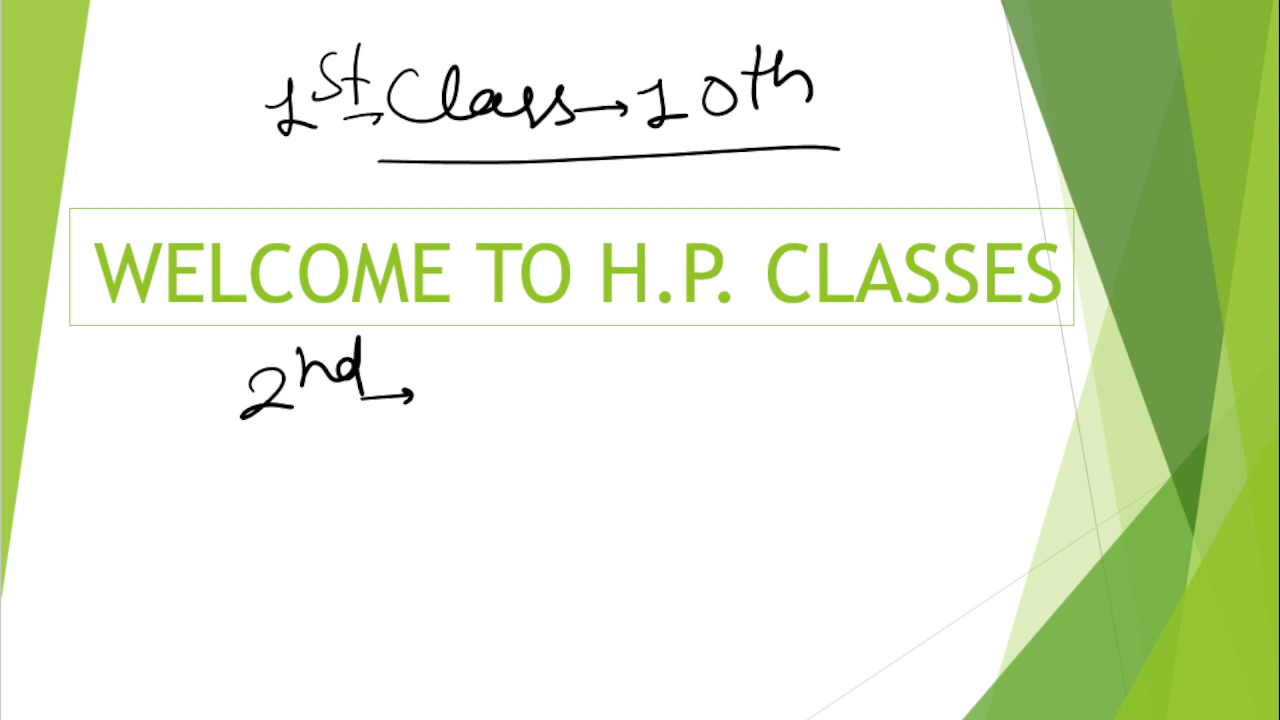 1st → Class → 10th
WELCOME TO H.P. CLASSES
2nd →